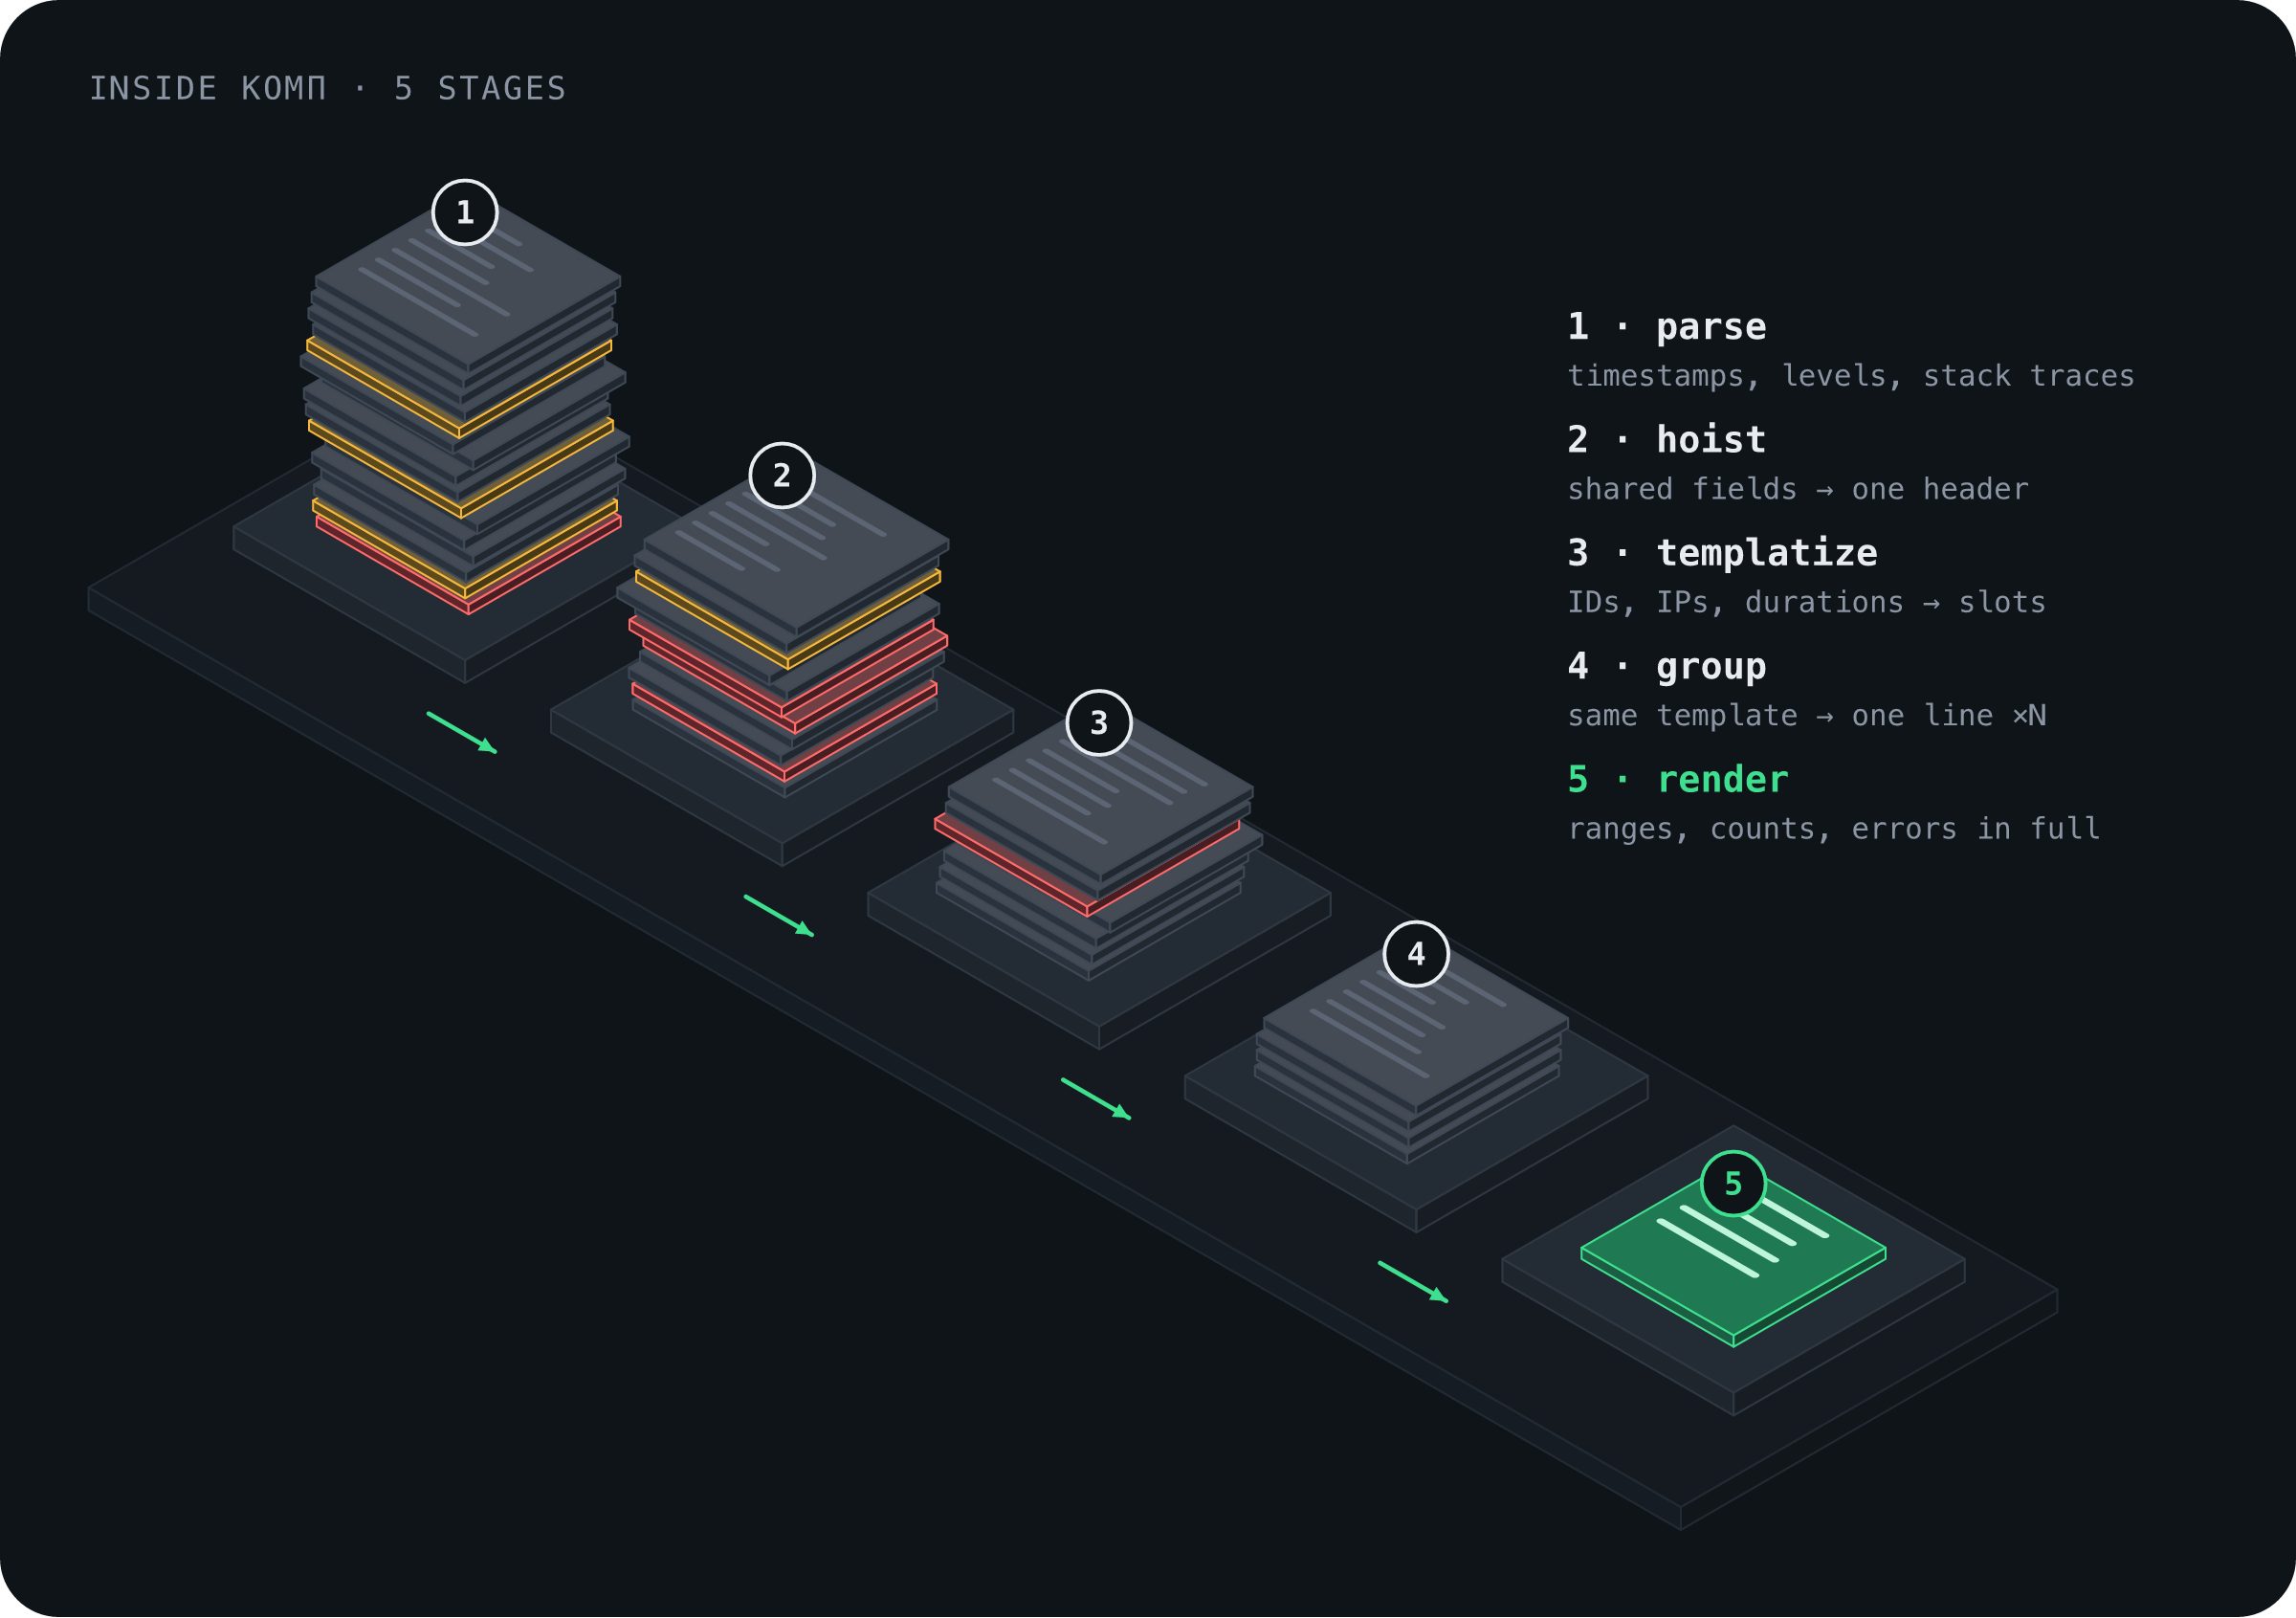 INSIDE КОМП · 5 STAGES
1
2
3
4
5
1 · parse
timestamps, levels, stack traces
2 · hoist
shared fields → one header
3 · templatize
IDs, IPs, durations → slots
4 · group
same template → one line ×N
5 · render
ranges, counts, errors in full